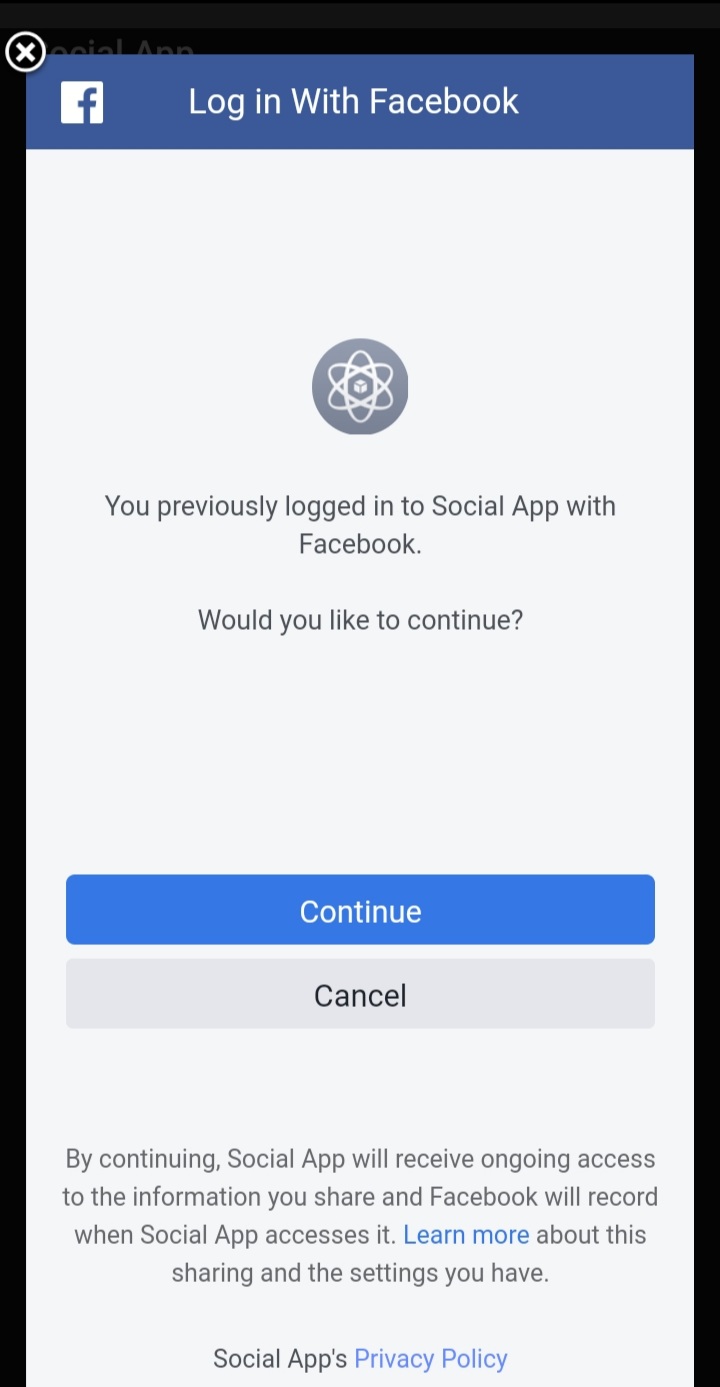 Social App
Log in With Facebook
You previously logged in to Social App with
Facebook.
Would you like to continue?
Continue
Cancel
By continuing, Social App will receive ongoing access
to the information you share and Facebook will record
when Social App accesses it. Learn more about this
sharing and the settings you have.
Social App's Privacy Policy